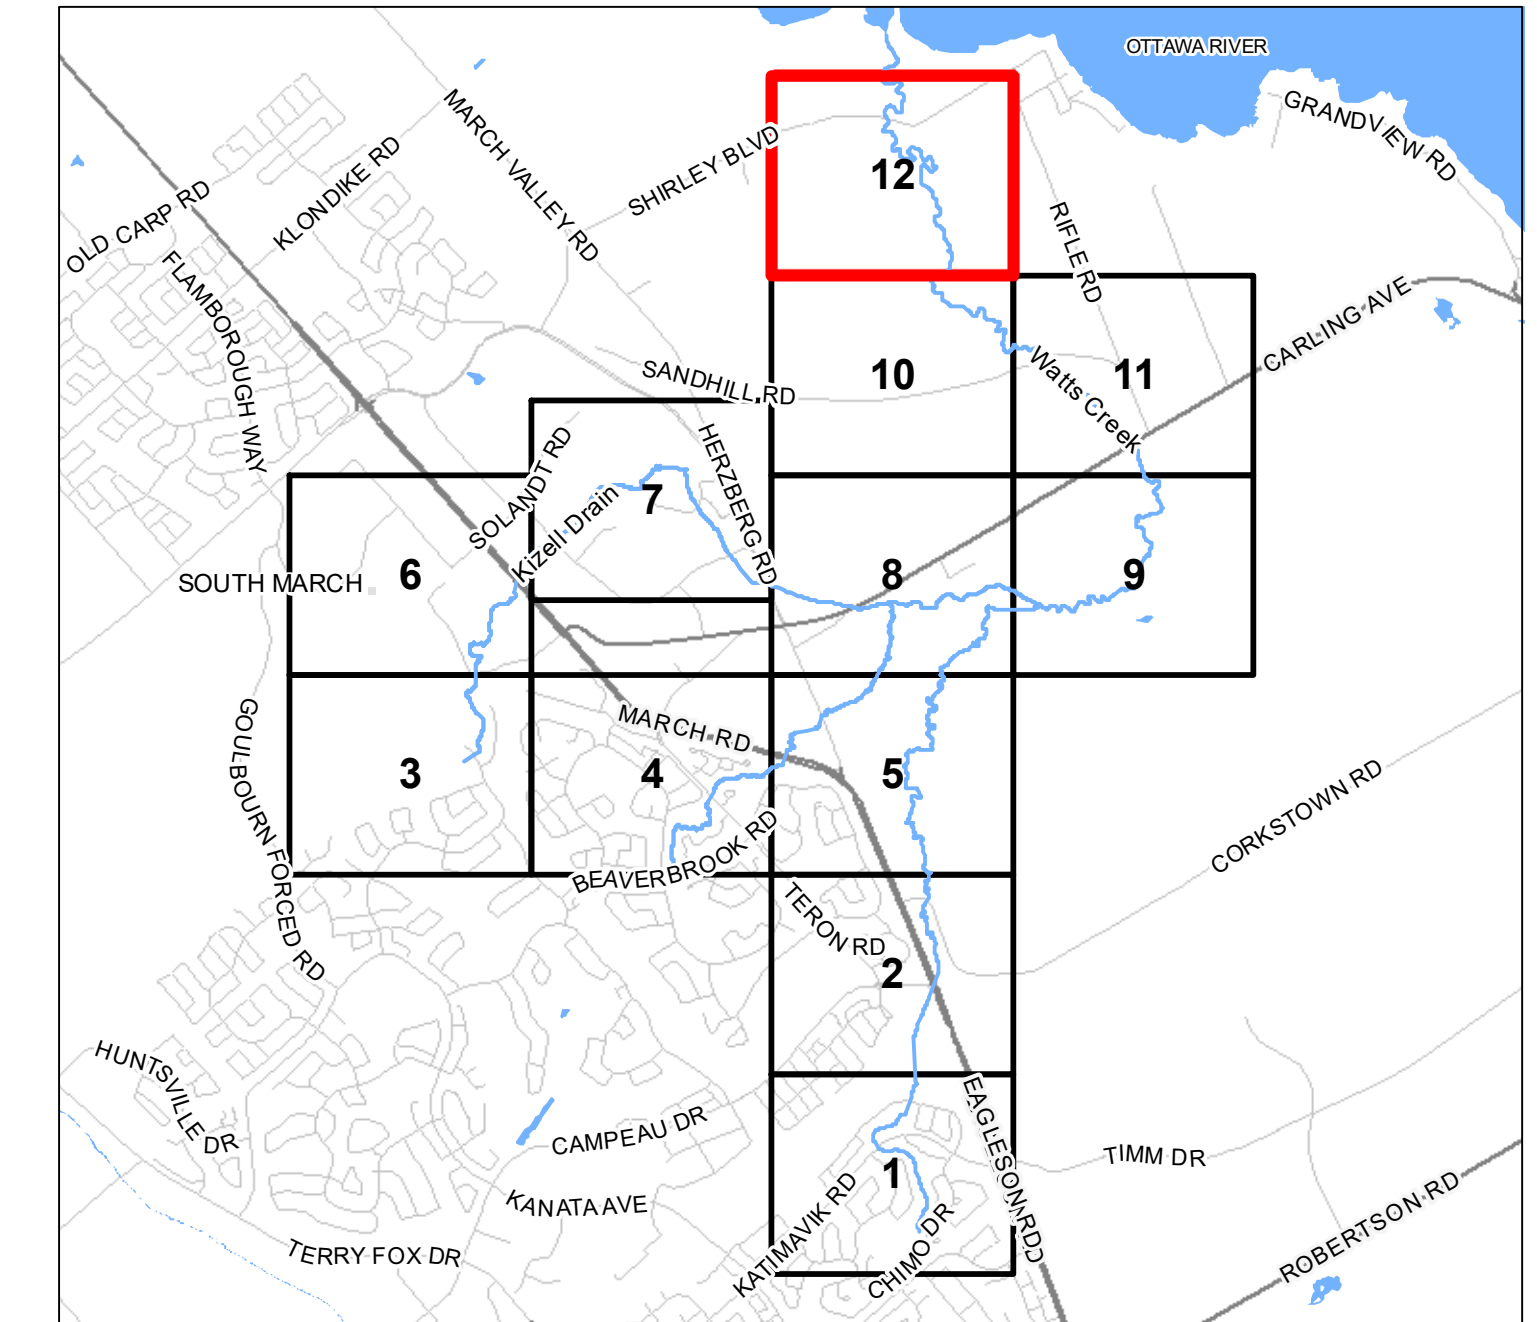 OTTAWA RIVER
GRANDVIEW RD
MARCH VALLEY RD
SHIRLEY BLVD
KLONDIKE RD
12
OLD CARP RD
RIFLE RD
FLAMBOROUGH WAY
CARLING AVE
SANDHILL RD
10
Watts Creek
11
HERZBERG RD
SOLANDT RD
7
Kizell Drain
SOUTH MARCH
6
8
9
GOULBOURN FORCED RD
MARCH RD
3
4
5
CORKSTOWN RD
BEAVERBROOK RD
TERON RD
2
HUNTSVILLE DR
CAMPEAU DR
EAGLESON RD
TIMM DR
1
KANATA AVE
KATIMAVIK RD
CHIMO DR
ROBERTSON RD
TERRY FOX DR